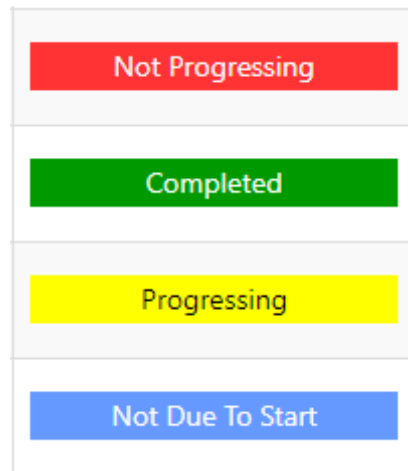 Not Progressing
Completed
Progressing
Not Due To Start